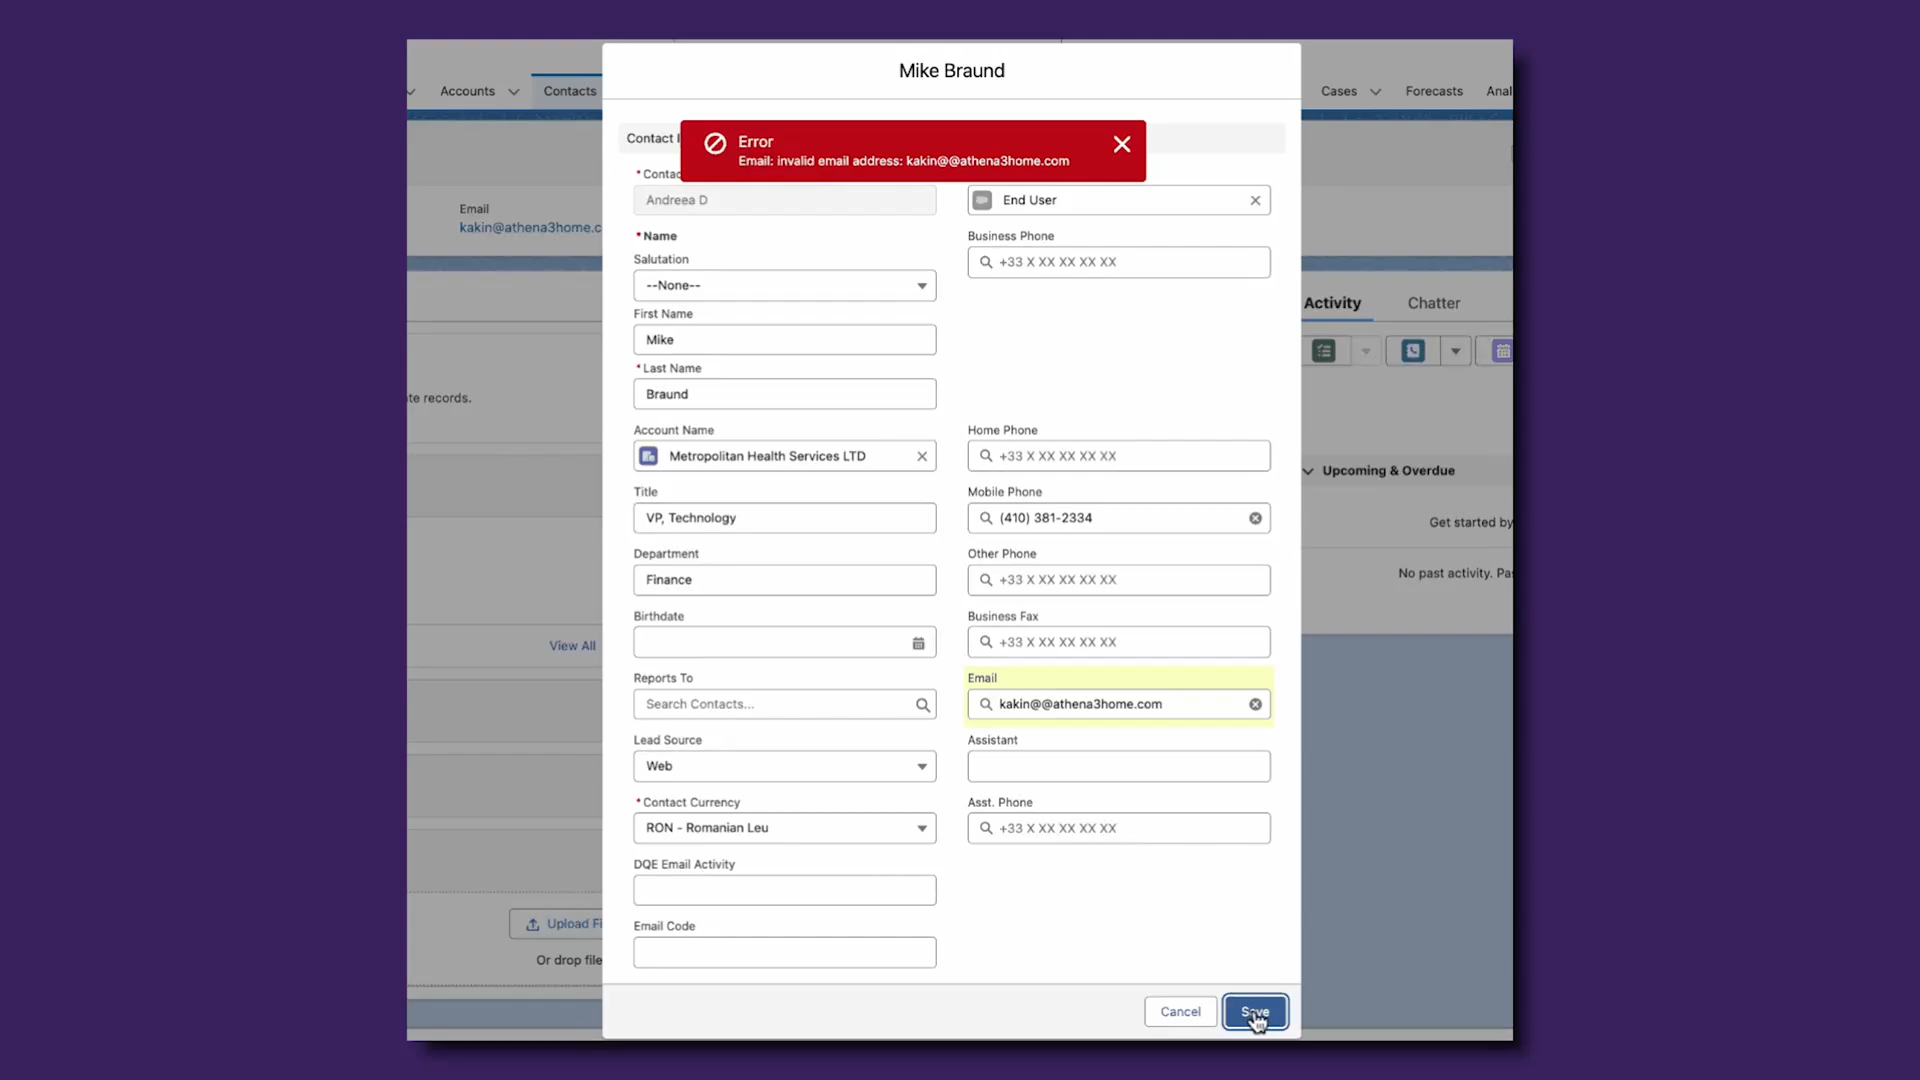 Mike Braund
Accounts
Contacts
Cases
Forecasts
Error
Email: invalid email address: kakin@@athena3home.com
Contact
Andreea D
End User
Email
kakin@athena3home.c
*Name
Business Phone
Salutation
+33 X XX XX XX XX
--None--
First Name
Mike
Activity
Chatter
*Last Name
Braund
records.
Account Name
Metropolitan Health Services LTD
Home Phone
+33 X XX XX XX XX
Upcoming & Overdue
Title
VP, Technology
Mobile Phone
(410) 381-2334
Get started by
Department
Finance
Other Phone
+33 X XX XX XX XX
No past activity.
Birthdate
Business Fax
+33 X XX XX XX XX
View All
Reports To
Search Contacts...
Email
kakin@@athena3home.com
Lead Source
Web
Assistant
*Contact Currency
RON - Romanian Leu
Asst. Phone
+33 X XX XX XX XX
DQE Email Activity
Email Code
Upload
Or drop file
Cancel
Save